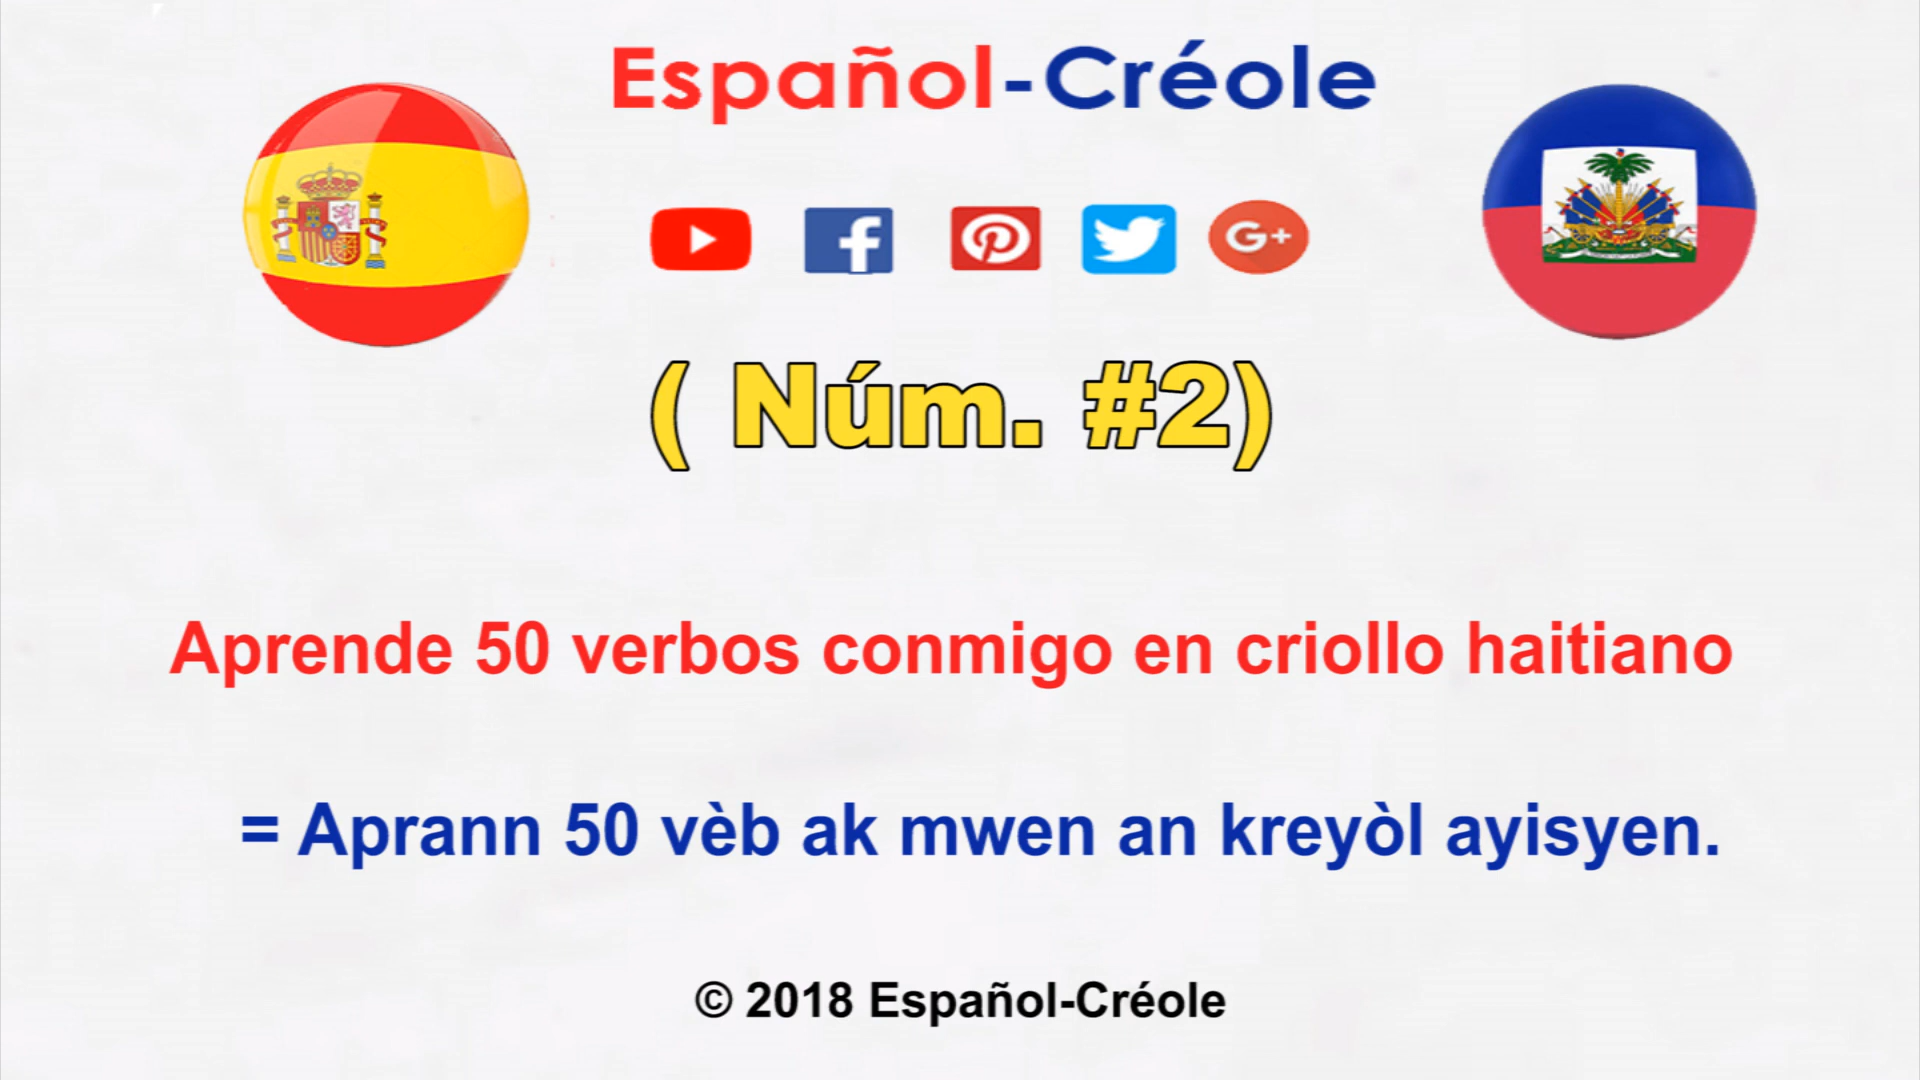 Español-Créole
G+
( Núm. #2)
Aprende 50 verbos conmigo en criollo haitiano
= Aprann 50 vèb ak mwen an kreyòl ayisyen.
© 2018 Español-Créole